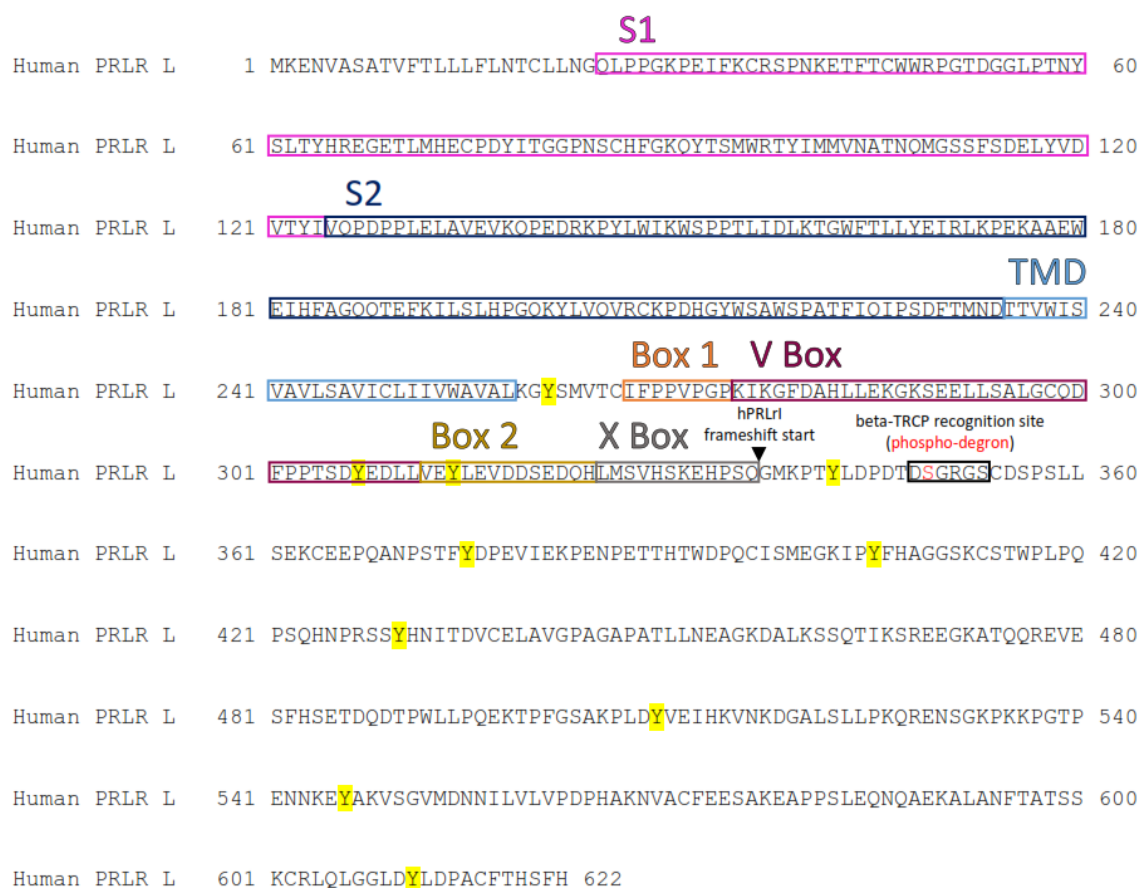 S1
Human PRLR L 1 MKENVASATVFTLLLFLNTCLLNGQLPPGKPEIFKCRSPNKETFTCWWRPGTDGGLPTNY 60
Human PRLR L 61 SLTYHREGETLMHECPDYITGGPNSCHFGKQYTSMWRTYIMMVNATNQMGSSFSDELYVD 120
S2
Human PRLR L 121 VTYIVQPDPPLELAVEVKQPEDRKPYLWIKWSPPTLIDLKTGWFTLLYEIRLKPEKAAEW 180
TMD
Human PRLR L 181 EIHFAGQQTEFKILSLHPGQKYLVQVRCKPDHGYWSAWSPATFIQIPSDFTMNDTTVWIS 240
Box 1 V Box
Human PRLR L 241 VAVLSAVICLIIVWAVALKGYSMVTCIFPPVPGPKIKGFDAHLLEKGKSEELLSALGCQD 300
Box 2 X Box hPRLrI frameshift start beta-TRCP recognition site (phospho-degron)
Human PRLR L 301 FPPTSDYEDLLVEYLEVDDSEDQHLMSVHSKEHPSQGMKPTYLDPDTDSGRGSCDSPSLL 360
Human PRLR L 361 SEKCEEPQANPSTFYDPEVIEKPENPETTHTWDPQCISMEGKIPYFHAGGSKCSTWPLPQ 420
Human PRLR L 421 PSQHNPRSSYHNITDVCELAVGPAGAPATLLNEAGKDALKSSQTIKSREEGKATQQREVE 480
Human PRLR L 481 SFHSETDQDTPWLLPQEKTPFGSAKPLDYVEIHKVNKDGALSLLPKQRENSGKPKKPGTP 540
Human PRLR L 541 ENNKEYAKVSGVMDNNILVLVPDPHAKNVACFEESAKEAPPSLEQNQAEKALANFTATSS 600
Human PRLR L 601 KCRLQLGGLDYLDPACFTHSFH 622